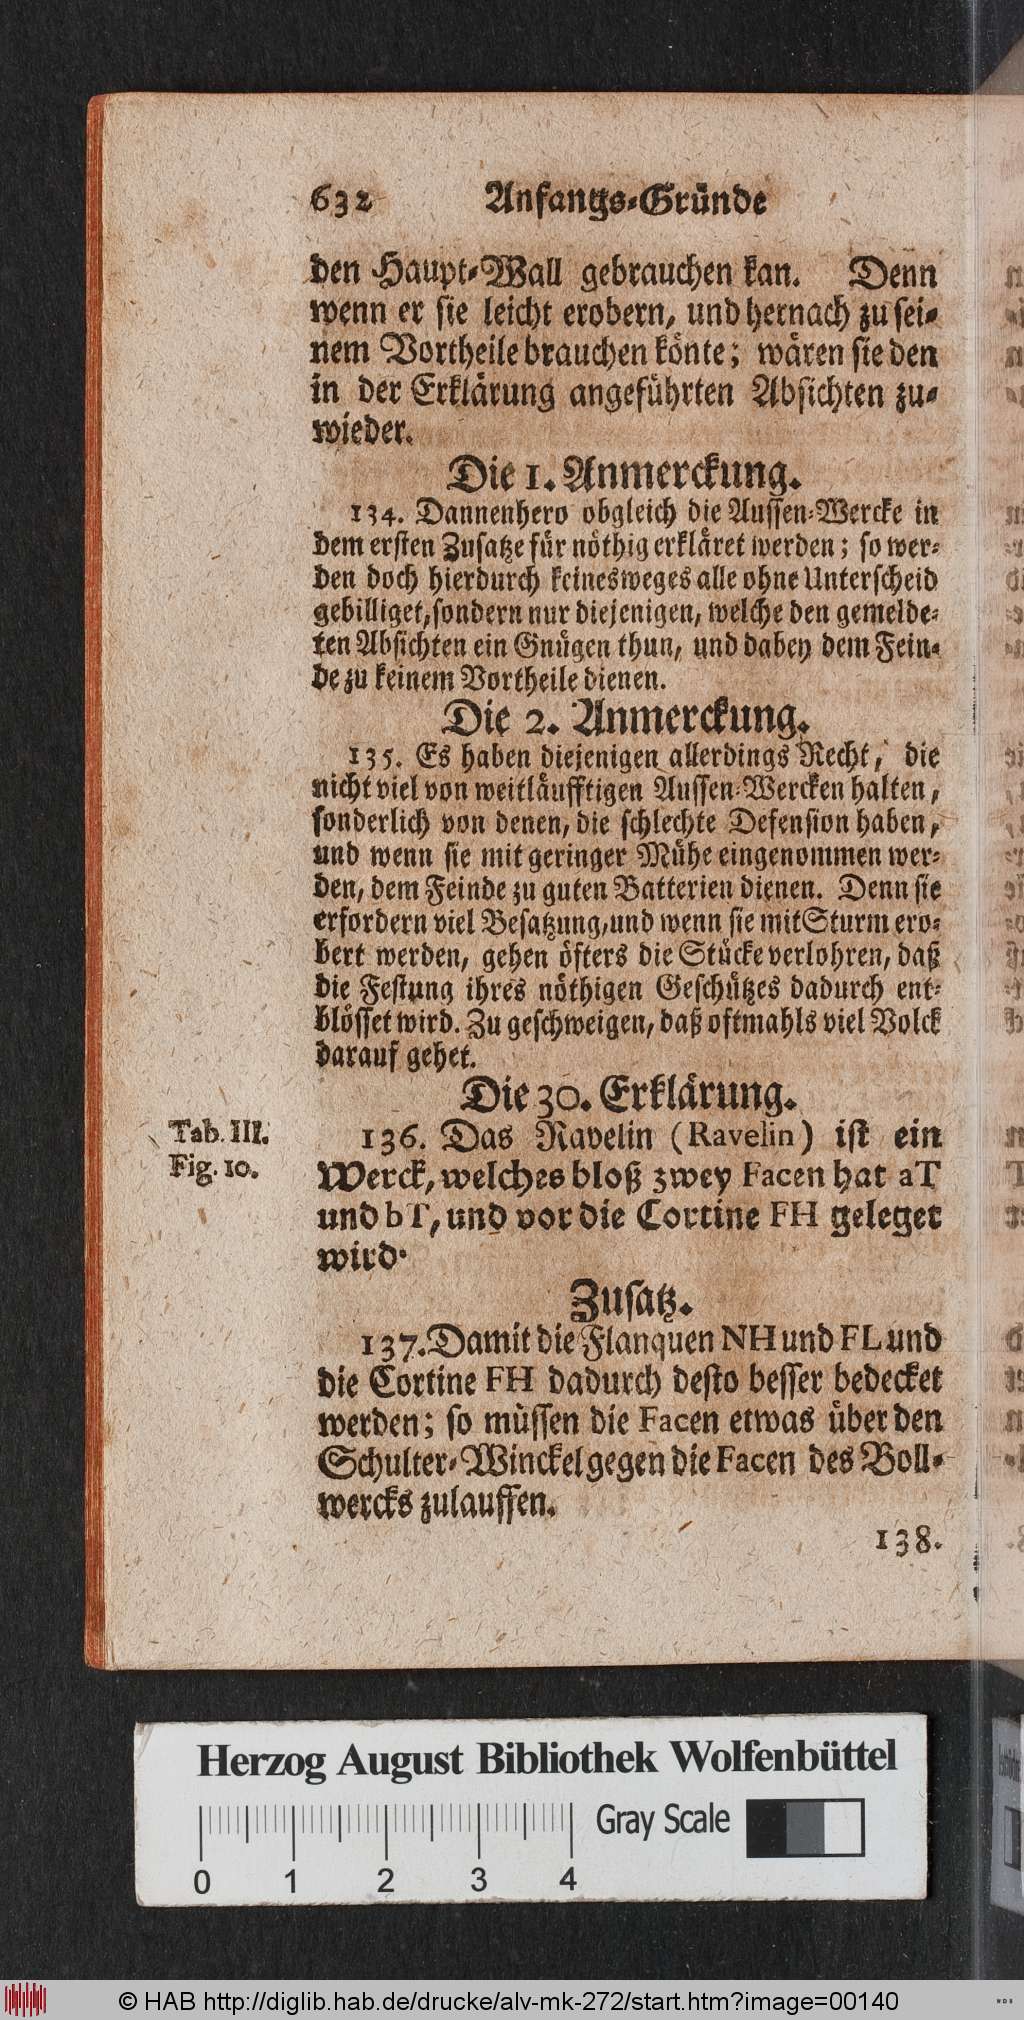 632 Anfangs-Gründe
den Haupt-Wall gebrauchen kan. Denn
wenn er sie leicht erobern, und hernach zu sei-
nem Vortheile brauchen könte; wären sie den
in der Erklärung angeführten Absichten zu-
wieder.
Die 1. Anmerckung.
134. Dannenhero obgleich die Aussen-Wercke in
dem ersten Zusatze für nöthig erkläret werden; so wer-
den doch hierdurch keinesweges alle ohne Unterscheid
gebilliget, sondern nur diejenigen, welche den gemelde-
ten Absichten ein Gnügen thun, und dabey dem Fein-
de zu keinem Vortheile dienen.
Die 2. Anmerckung.
135. Es haben diejenigen allerdings Recht, die
nicht viel von weitläufftigen Aussen-Wercken halten,
sonderlich von denen, die schlechte Defension haben,
und wenn sie mit geringer Mühe eingenommen wer-
den, dem Feinde zu guten Batterien dienen. Denn sie
erfordern viel Besatzung, und wenn sie mit Sturm ero-
bert werden, gehen öfters die Stücke verlohren, daß
die Festung ihres nöthigen Geschützes dadurch ent-
blösset wird. Zu geschweigen, daß oftmahls viel Volck
darauf gehet.
Die 30. Erklärung.
Tab. III.
Fig. 10.
136. Das Ravelin (Ravelin) ist ein
Werck, welches bloß zwey Facen hat aT
und bT, und vor die Cortine FH geleget
wird.
Zusatz.
137. Damit die Flanquen NH und FL und
die Cortine FH dadurch desto besser bedecket
werden; so müssen die Facen etwas über den
Schulter-Winckel gegen die Facen des Boll-
wercks zulauffen.
138.
Herzog August Bibliothek Wolfenbüttel
Gray Scale
0 1 2 3 4
© HAB http://diglib.hab.de/drucke/alv-mk-272/start.htm?image=00140